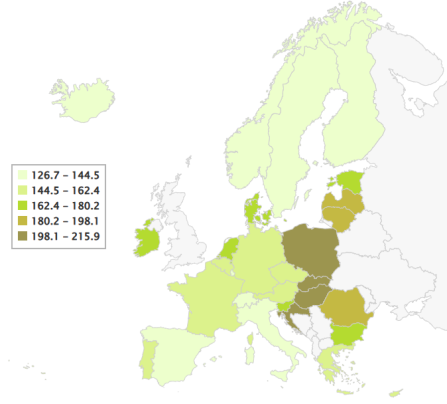 126.7 – 144.5
144.5 – 162.4
162.4 – 180.2
180.2 – 198.1
198.1 – 215.9